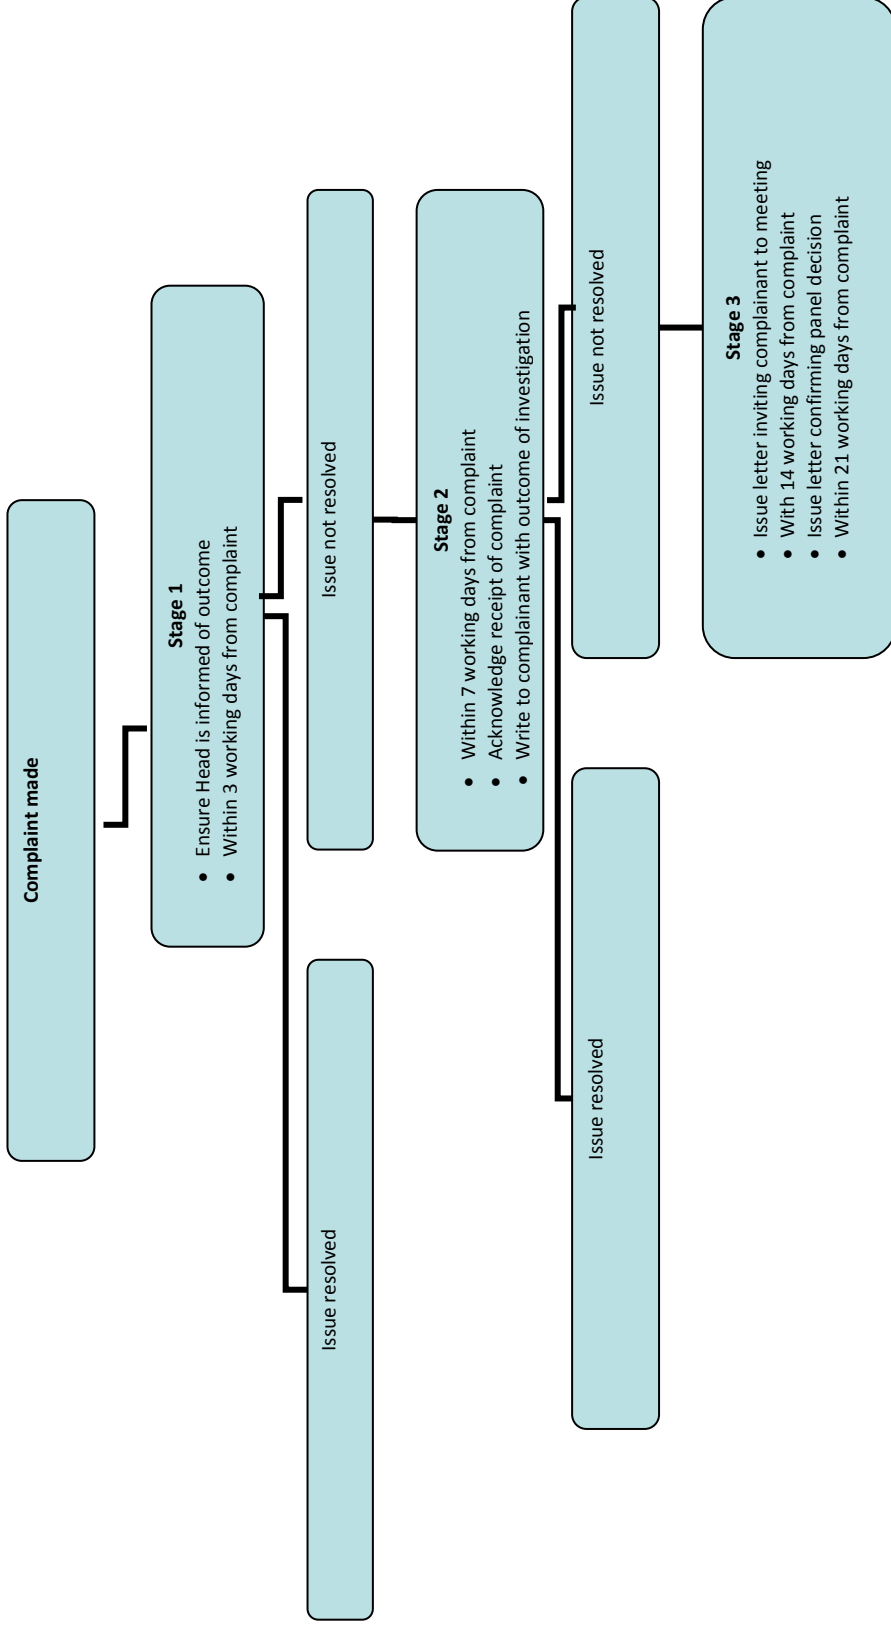 Complaint made
Stage 1
• Ensure Head is informed of outcome
• Within 3 working days from complaint
Issue resolved
Issue not resolved
Stage 2
• Within 7 working days from complaint
• Acknowledge receipt of complaint
• Write to complainant with outcome of investigation
Issue resolved
Issue not resolved
Stage 3
• Issue letter inviting complainant to meeting
• With 14 working days from complaint
• Issue letter confirming panel decision
• Within 21 working days from complaint